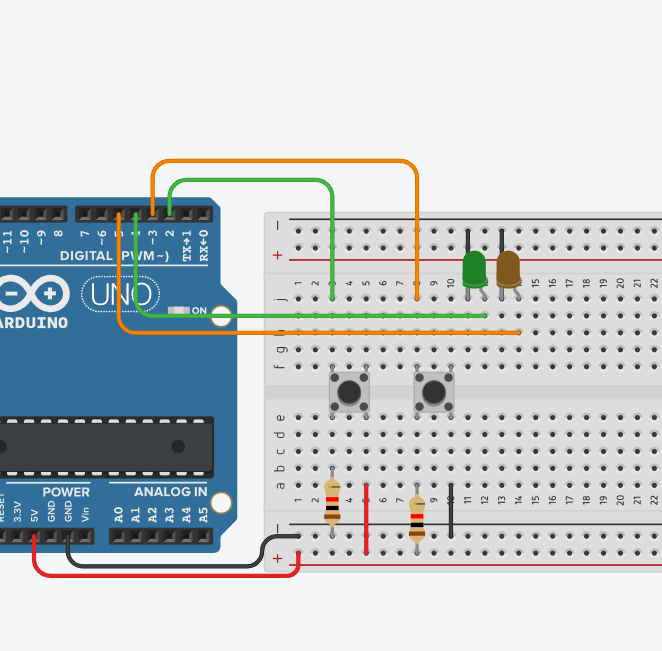 ~11 ~10 ~9 8 7 ~6 5 4 ~3 2 TX→1 RX←0
DIGITAL (PWM~)
UNO
ON
ARDUINO
POWER
ANALOG IN
RESET 3.3V 5V GND GND Vin A0 A1 A2 A3 A4 A5
−
+
1 2 3 4 5 6 7 8 9 10 11 12 13 14 15 16 17 18 19 20 21 22
j
h
g
f
e
d
c
b
a
1 2 3 4 5 6 7 8 9 10 11 12 13 14 15 16 17 18 19 20 21 22
−
+